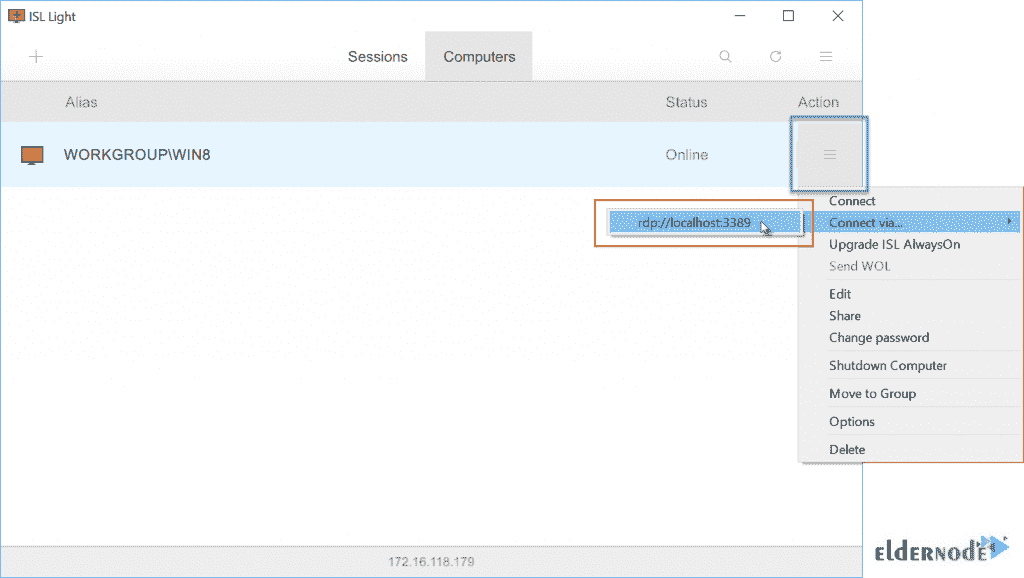 ISL Light
Sessions Computers
Alias Status Action
WORKGROUP\WIN8 Online
Connect
rdp://localhost:3389 Connect via...
Upgrade ISL AlwaysOn
Send WOL
Edit
Share
Change password
Shutdown Computer
Move to Group
Options
Delete
172.16.118.179
ELDERNODE